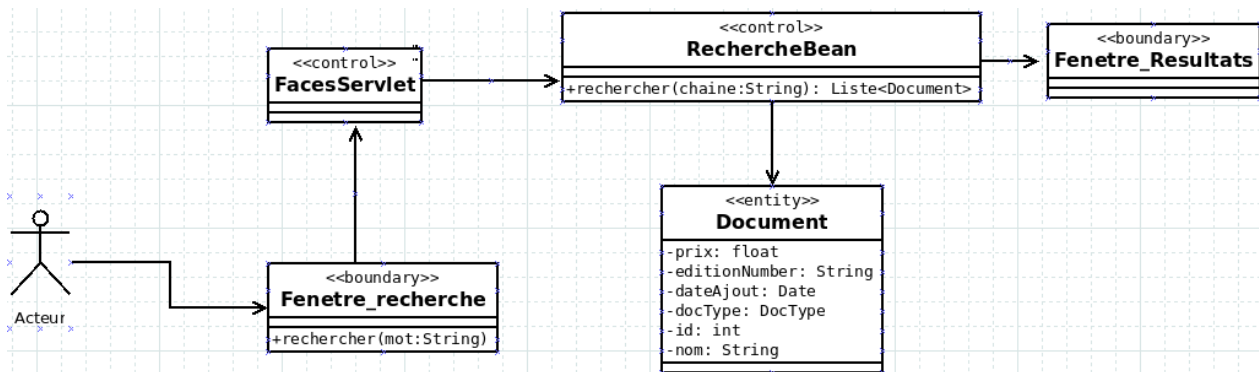 <<control>>
FacesServlet
<<control>>
RechercheBean
+rechercher(chaine:String): Liste<Document>
<<boundary>>
Fenetre_Resultats
<<entity>>
Document
-prix: float
-editionNumber: String
-dateAjout: Date
-docType: DocType
-id: int
-nom: String
Acteur
<<boundary>>
Fenetre_recherche
+rechercher(mot:String)